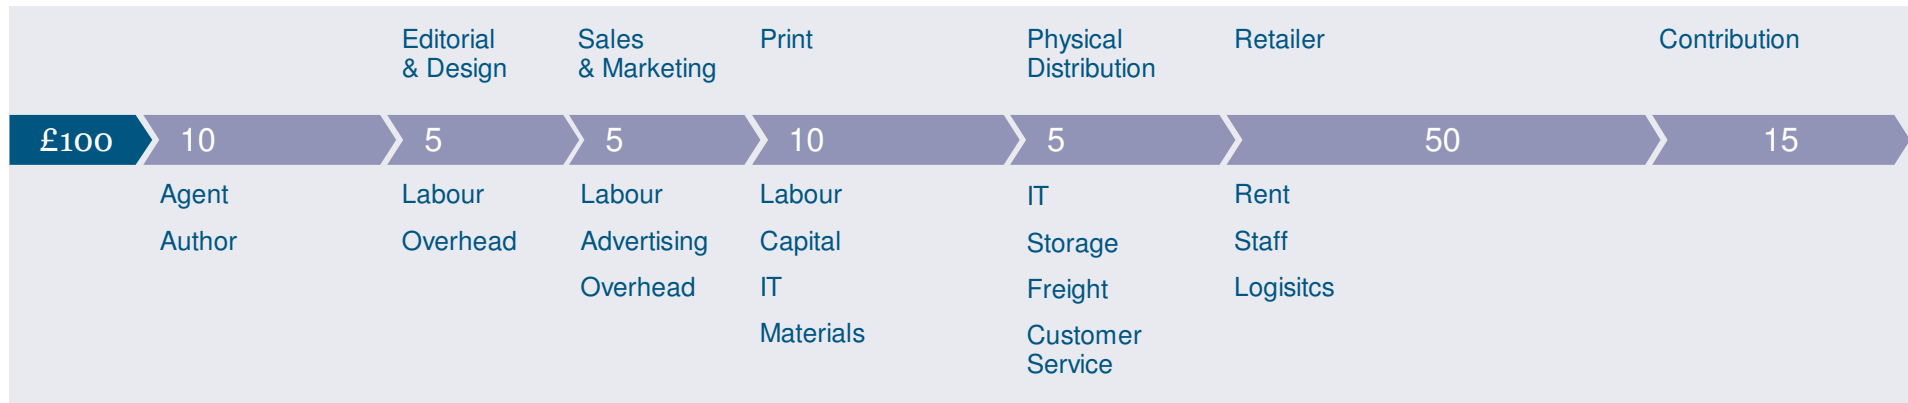 Editorial
& Design
Sales
& Marketing
Print
Physical
Distribution
Retailer
Contribution
£100
10
5
5
10
5
50
15
Agent
Author
Labour
Overhead
Labour
Advertising
Overhead
Labour
Capital
IT
Materials
IT
Storage
Freight
Customer
Service
Rent
Staff
Logisitcs